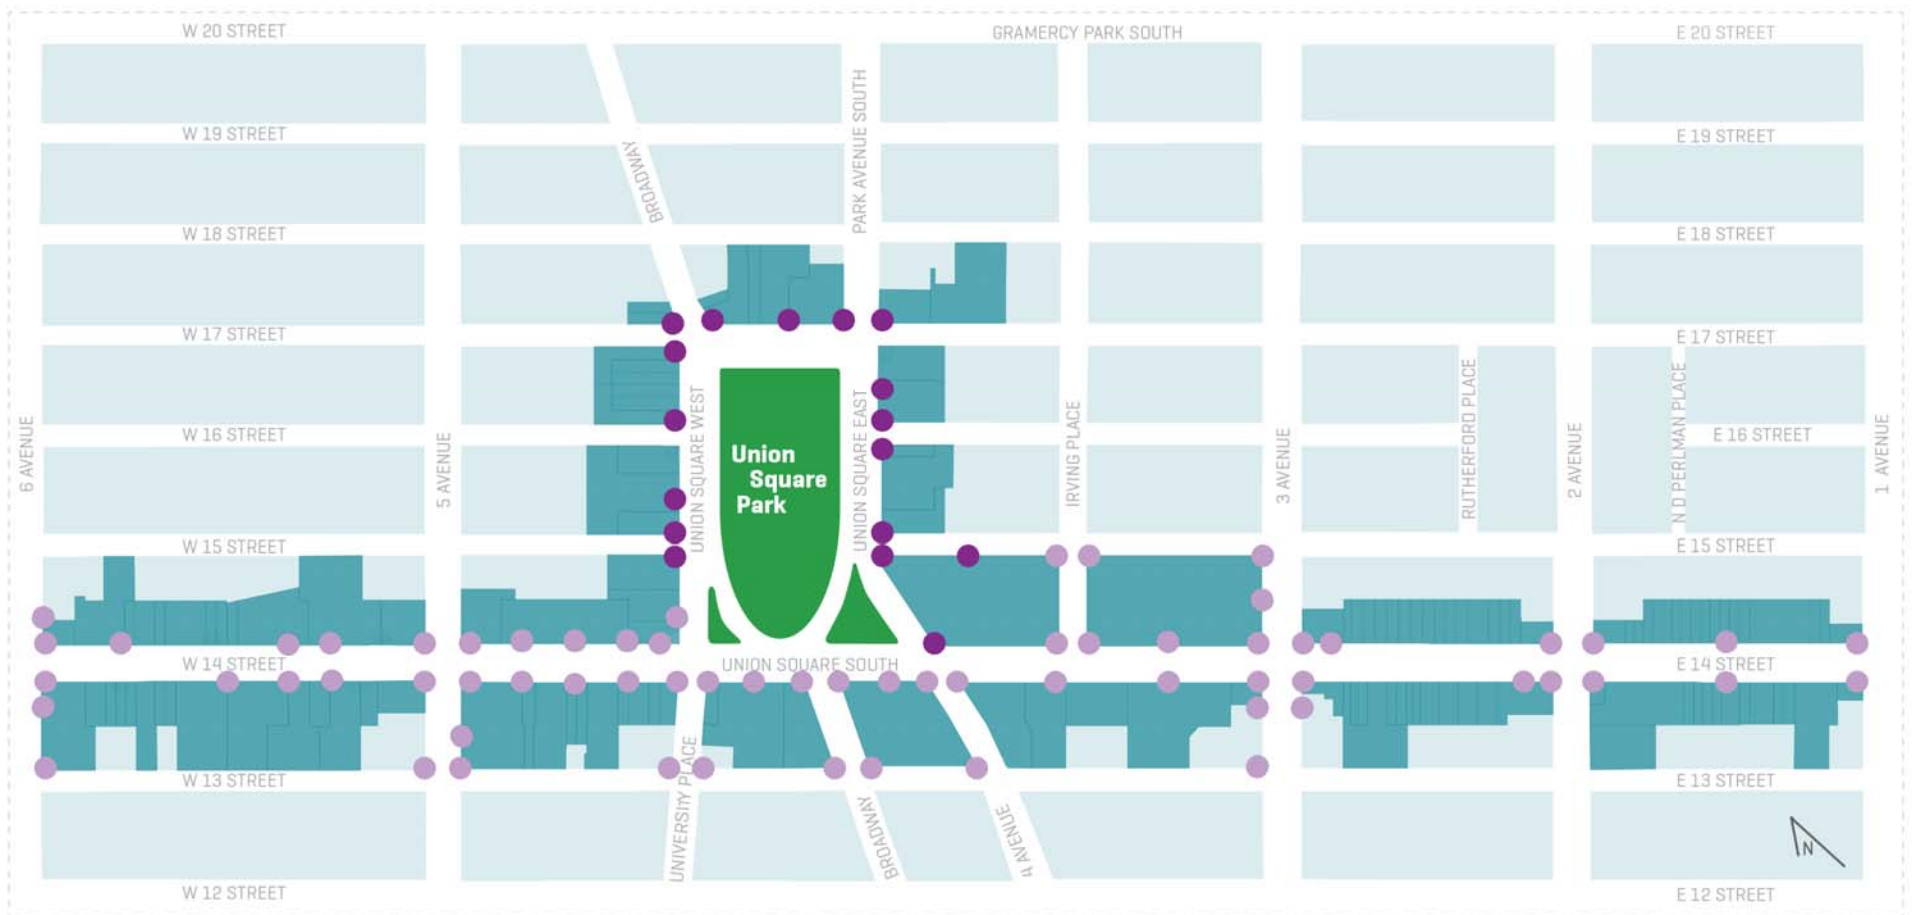 W 20 STREET
GRAMERCY PARK SOUTH
E 20 STREET
PARK AVENUE SOUTH
W 19 STREET
E 19 STREET
BROADWAY
W 18 STREET
E 18 STREET
W 17 STREET
E 17 STREET
6 AVENUE
5 AVENUE
W 16 STREET
UNION SQUARE WEST
Union
Square
Park
UNION SQUARE EAST
IRVING PLACE
3 AVENUE
RUTHERFORD PLACE
2 AVENUE
N D PERLMAN PLACE
E 16 STREET
1 AVENUE
W 15 STREET
E 15 STREET
W 14 STREET
UNION SQUARE SOUTH
E 14 STREET
W 13 STREET
E 13 STREET
UNIVERSITY PLACE
BROADWAY
4 AVENUE
N
W 12 STREET
E 12 STREET